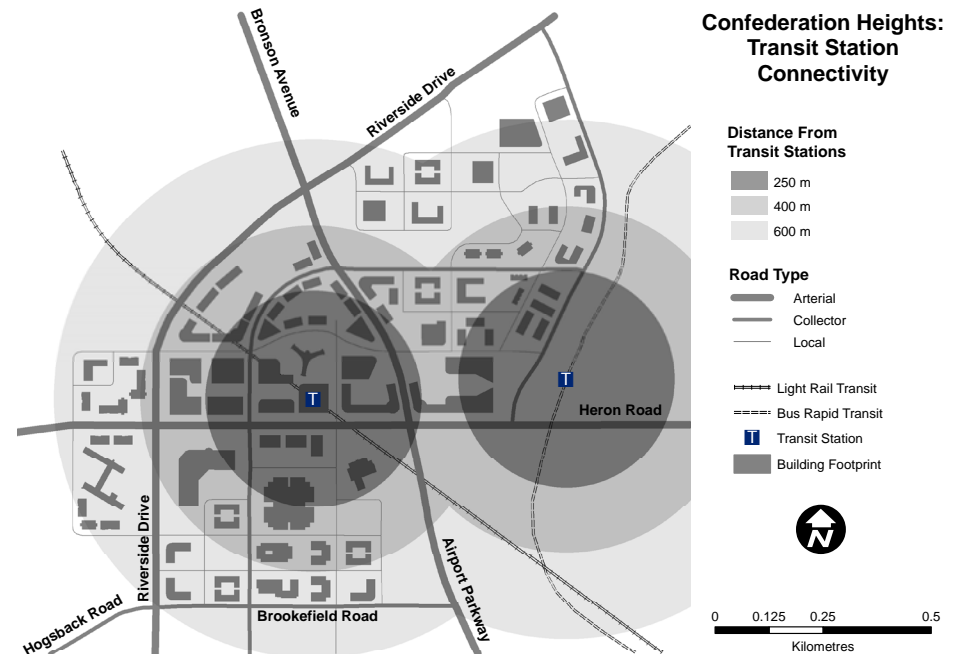 Confederation Heights:
Transit Station
Connectivity
Bronson Avenue
Riverside Drive
Distance From
Transit Stations
250 m
400 m
600 m
Road Type
Arterial
Collector
Local
T
T
Heron Road
Light Rail Transit
Bus Rapid Transit
T Transit Station
Building Footprint
N
Riverside Drive
Airport Parkway
Hogsback Road
Brookefield Road
0 0.125 0.25 0.5
Kilometres